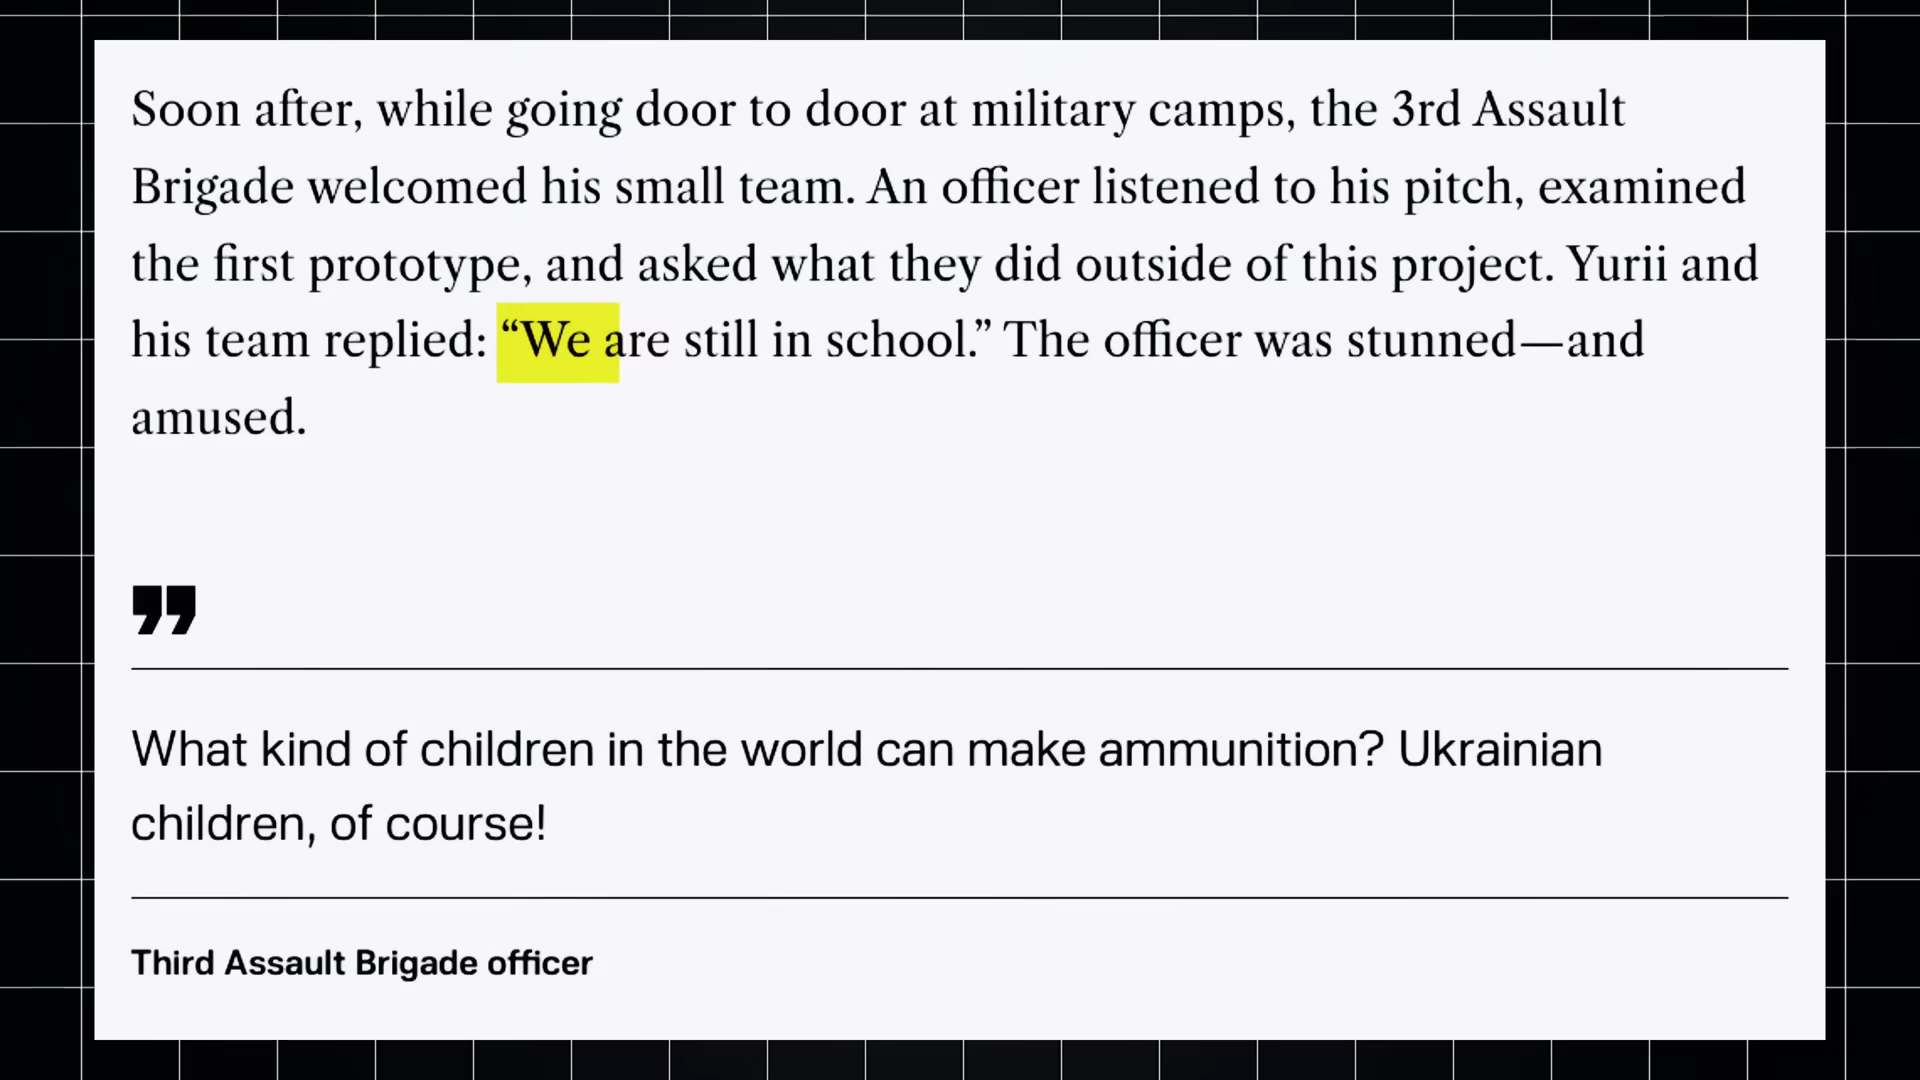 Soon after, while going door to door at military camps, the 3rd Assault
Brigade welcomed his small team. An officer listened to his pitch, examined
the first prototype, and asked what they did outside of this project. Yurii and
his team replied: “We are still in school.” The officer was stunned—and
amused.
”
What kind of children in the world can make ammunition? Ukrainian
children, of course!
Third Assault Brigade officer